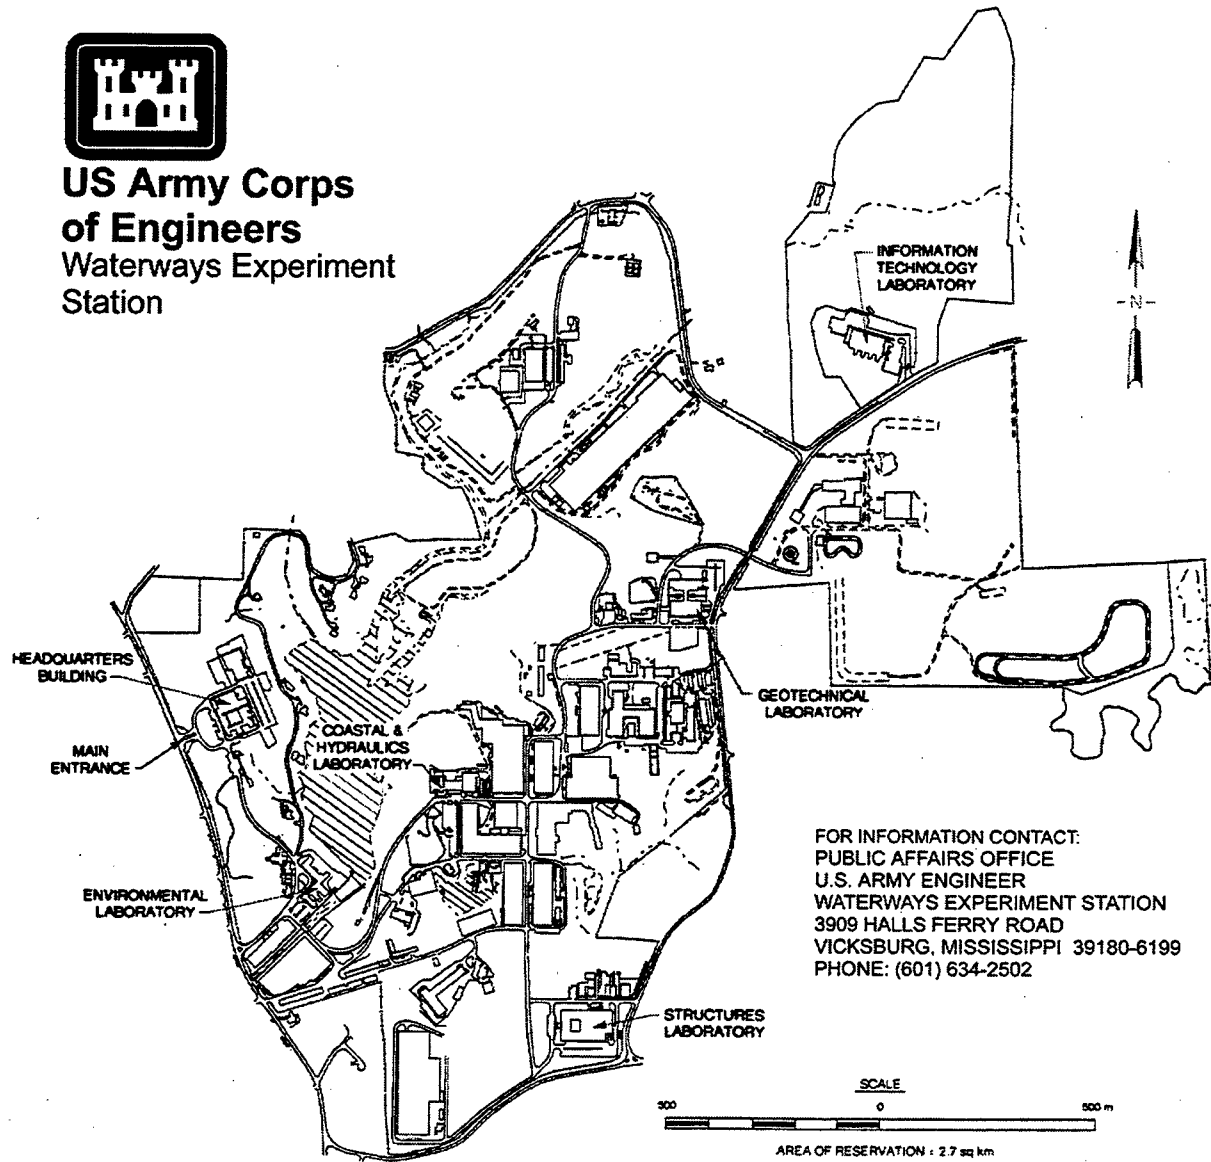 US Army Corps
of Engineers
Waterways Experiment
Station
INFORMATION
TECHNOLOGY
LABORATORY
N
HEADQUARTERS
BUILDING
MAIN
ENTRANCE
COASTAL &
HYDRAULICS
LABORATORY
GEOTECHNICAL
LABORATORY
ENVIRONMENTAL
LABORATORY
STRUCTURES
LABORATORY
FOR INFORMATION CONTACT:
PUBLIC AFFAIRS OFFICE
U.S. ARMY ENGINEER
WATERWAYS EXPERIMENT STATION
3909 HALLS FERRY ROAD
VICKSBURG, MISSISSIPPI 39180-6199
PHONE: (601) 634-2502
SCALE
500 0 500 m
AREA OF RESERVATION : 2.7 sq km